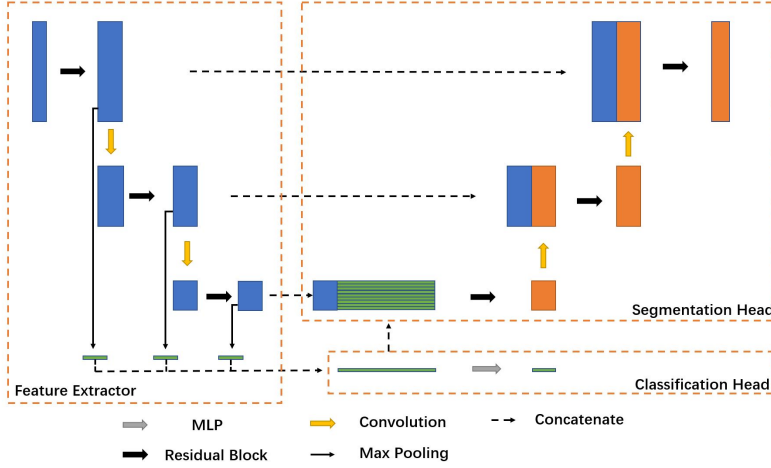 Segmentation Head
Feature Extractor
Classification Head
MLP
Convolution
Concatenate
Residual Block
Max Pooling